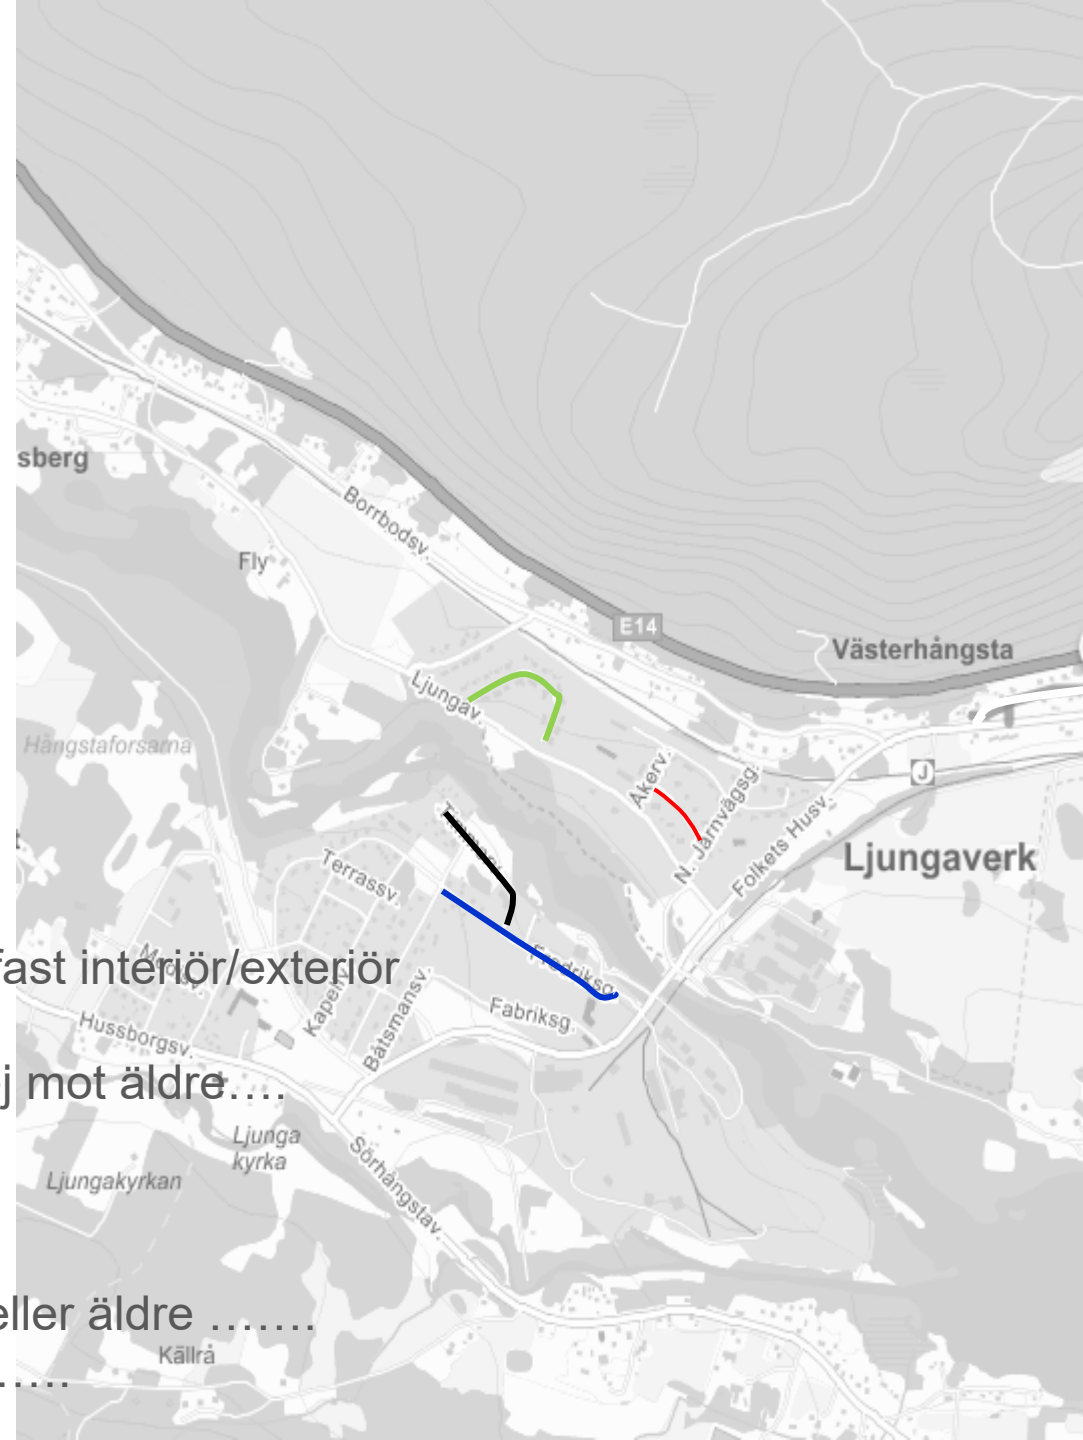 sberg
Borrbodsv.
Fly
E14
Västerhångsta
Ljungav.
Hångstaforsarna
Åkerv.
N. Järnvägsg.
J
Folkets Husv.
Ljungaverk
Terrassv.
fast interiör/exteriör
Fredriksg.
Kapellv.
Båtsmansv.
Fabriksg.
Hussborgsv.
j mot äldre….
Ljunga
kyrka
Ljungakyrkan
Sörhångstav.
eller äldre …….
Källrå
…..